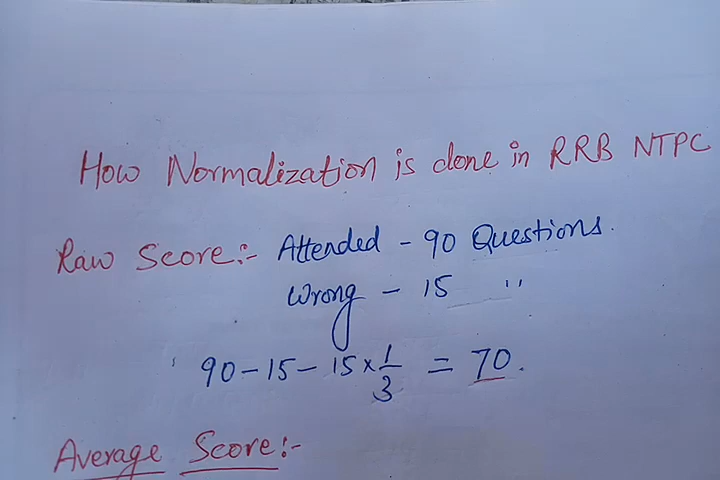 How Normalization is done in RRB NTPC
Raw Score:- Attended - 90 Questions.
Wrong - 15 "
90-15-15×1/3 = 70.
Average Score:-